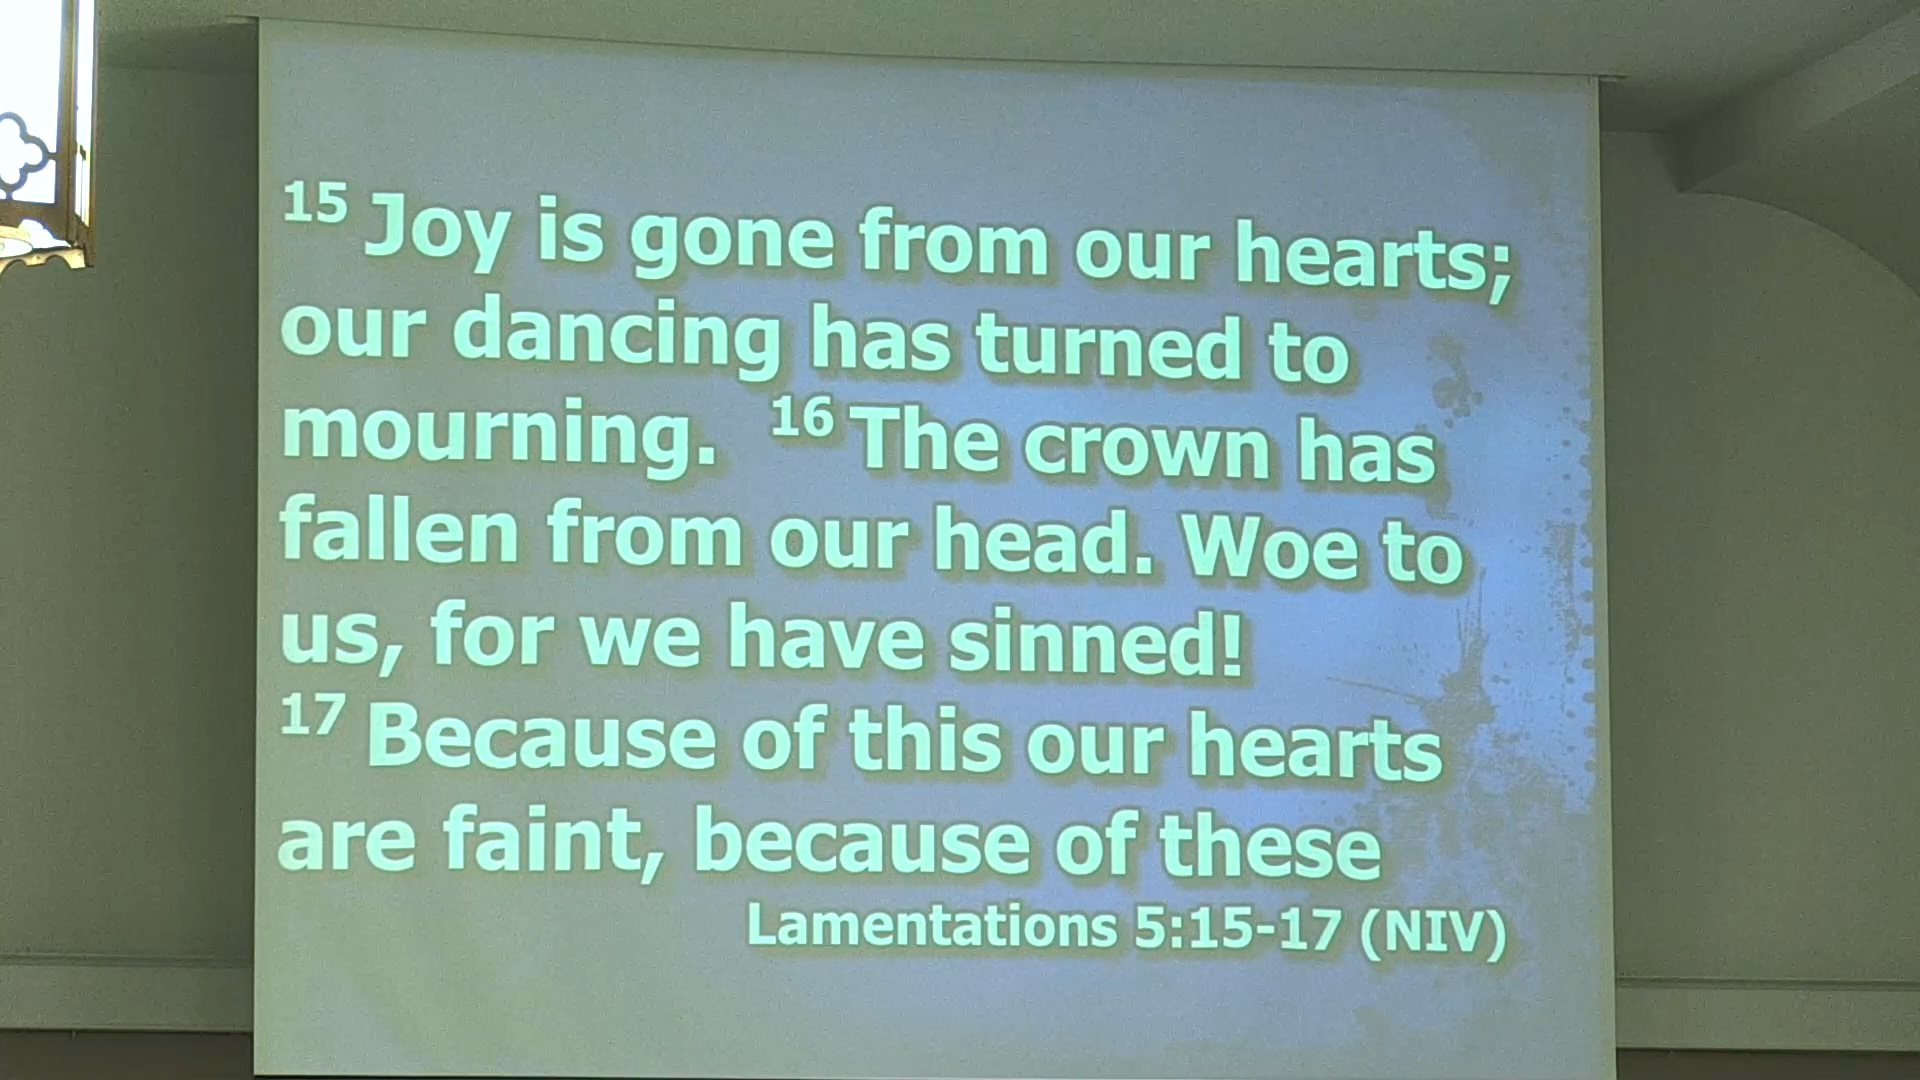 15 Joy is gone from our hearts;
our dancing has turned to
mourning. 16 The crown has
fallen from our head. Woe to
us, for we have sinned!
17 Because of this our hearts
are faint, because of these
Lamentations 5:15-17 (NIV)